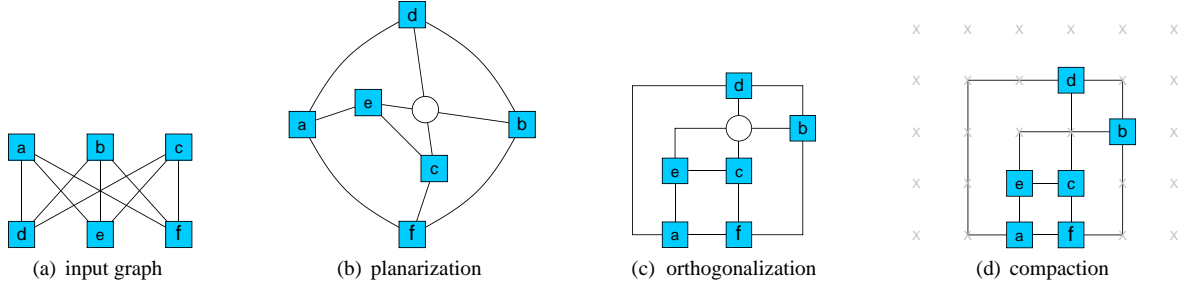 a b c
d e f
(a) input graph
d
e
a b
c
f
(b) planarization
d
b
e c
a f
(c) orthogonalization
x x x x x x
x x x d x x
x x x x b x
x x e c x x
x x a f x x
(d) compaction